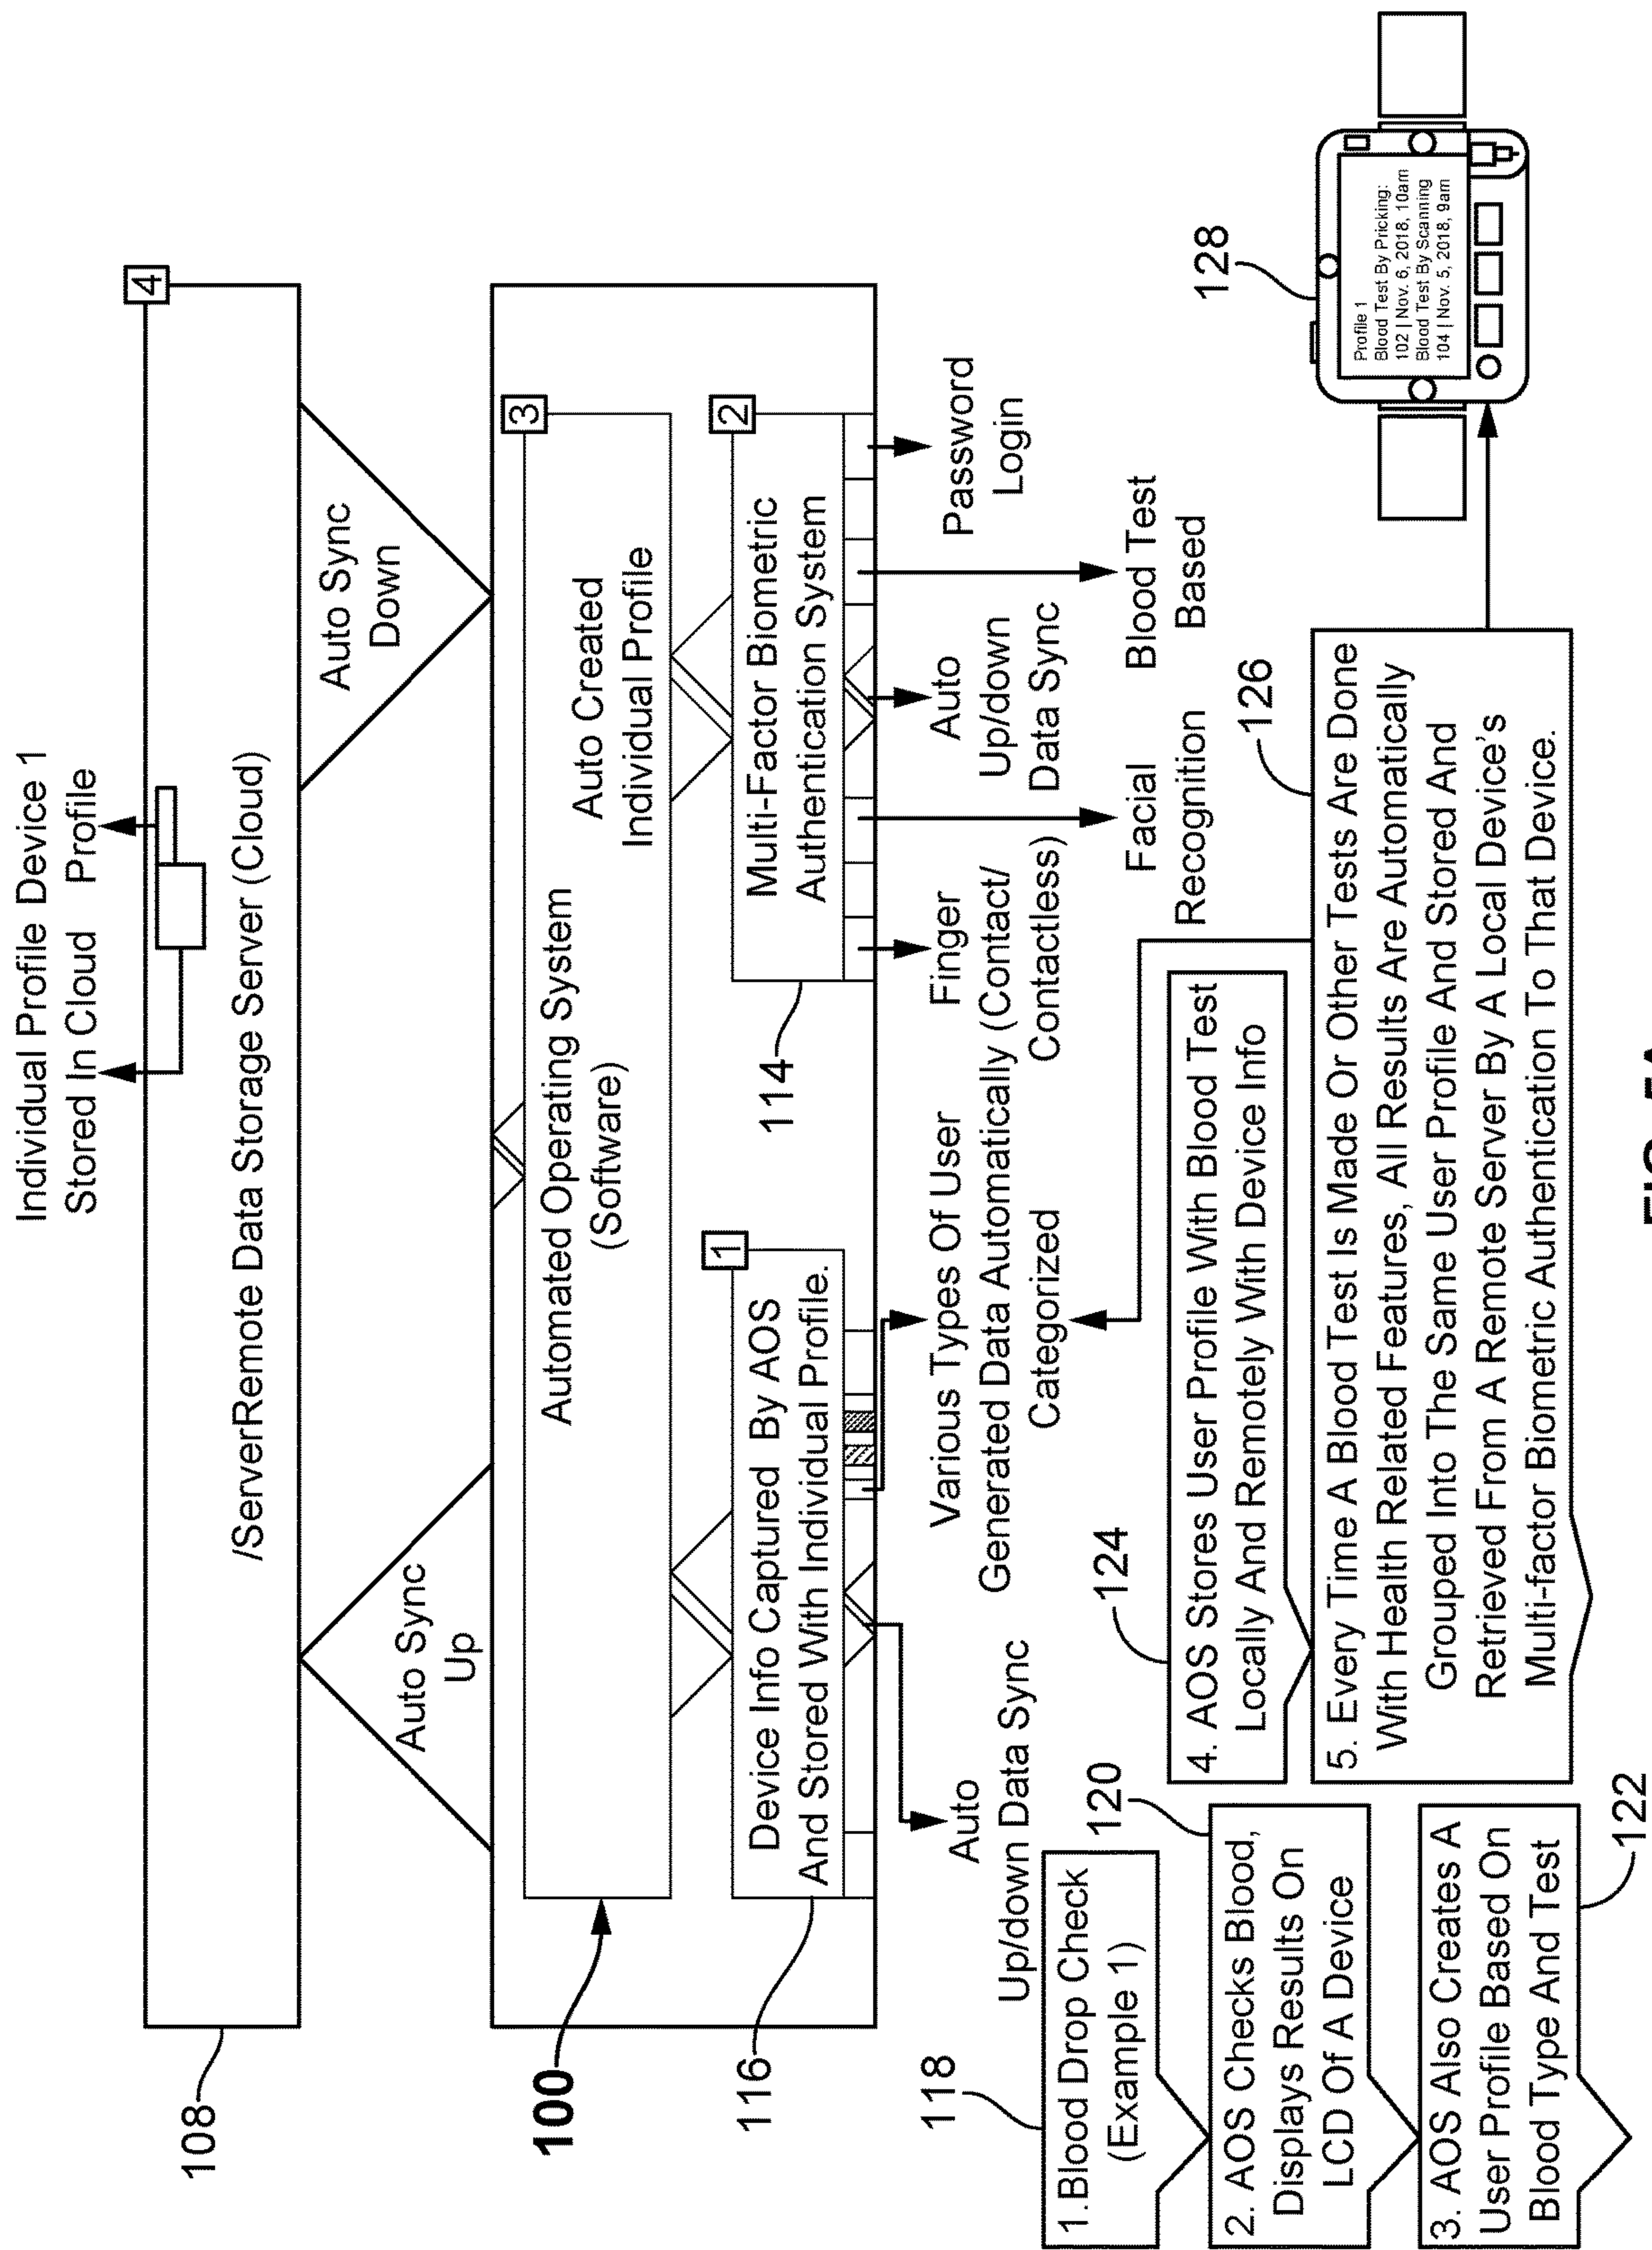 Individual Profile Device 1
Stored In Cloud Profile
4
/ServerRemote Data Storage Server (Cloud)
108
Auto Sync
Up
Auto Sync
Down
100
3
Automated Operating System
(Software)
Auto Created
Individual Profile
116
1
Device Info Captured By AOS
And Stored With Individual Profile.
114
2
Multi-Factor Biometric
Authentication System
Auto
Up/down Data Sync
Various Types Of User
Generated Data Automatically
Categorized
Finger
(Contact/
Contactless)
Facial
Recognition
Auto
Up/down
Data Sync
Blood Test
Based
Password
Login
118
1.Blood Drop Check
(Example 1)
120
2. AOS Checks Blood,
Displays Results On
LCD Of A Device
3. AOS Also Creates A
User Profile Based On
Blood Type And Test
122
124
4. AOS Stores User Profile With Blood Test
Locally And Remotely With Device Info
126
5. Every Time A Blood Test Is Made Or Other Tests Are Done
With Health Related Features, All Results Are Automatically
Grouped Into The Same User Profile And Stored And
Retrieved From A Remote Server By A Local Device's
Multi-factor Biometric Authentication To That Device.
128
Profile 1
Blood Test By Pricking:
102 | Nov. 6, 2018, 10am
Blood Test By Scanning
104 | Nov. 5, 2018, 9am